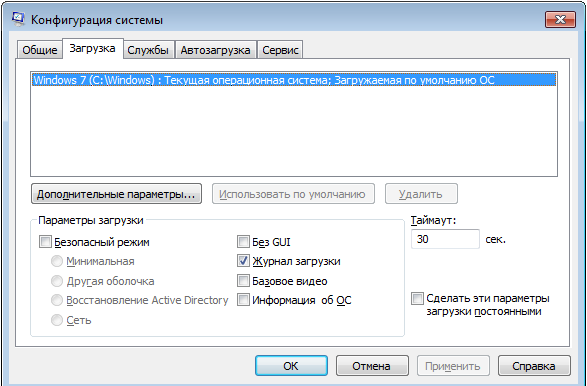 Конфигурация системы
Общие Загрузка Службы Автозагрузка Сервис
Windows 7 (C:\Windows) : Текущая операционная система; Загружаемая по умолчанию ОС
Дополнительные параметры... Использовать по умолчанию Удалить
Параметры загрузки Таймаут:
Безопасный режим Без GUI 30 сек.
Минимальная Журнал загрузки
Другая оболочка Базовое видео
Восстановление Active Directory Информация об ОС Сделать эти параметры
загрузки постоянными
Сеть
ОК Отмена Применить Справка